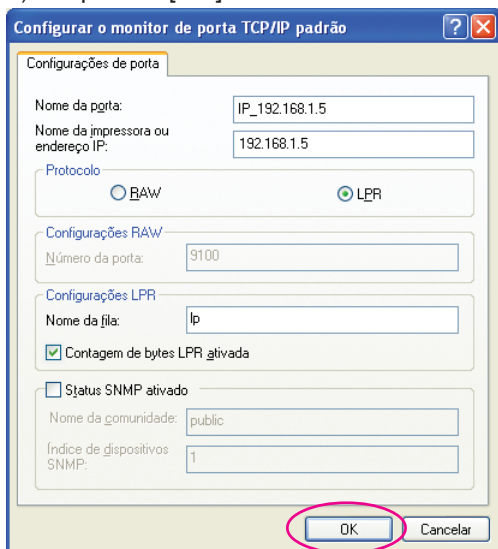 Configurar o monitor de porta TCP/IP padrão
Configurações de porta
Nome da porta: IP_192.168.1.5
Nome da impressora ou
endereço IP: 192.168.1.5
Protocolo
RAW LPR
Configurações RAW
Número da porta: 9100
Configurações LPR
Nome da fila: lp
Contagem de bytes LPR ativada
Status SNMP ativado
Nome da comunidade: public
Índice de dispositivos
SNMP: 1
OK Cancelar